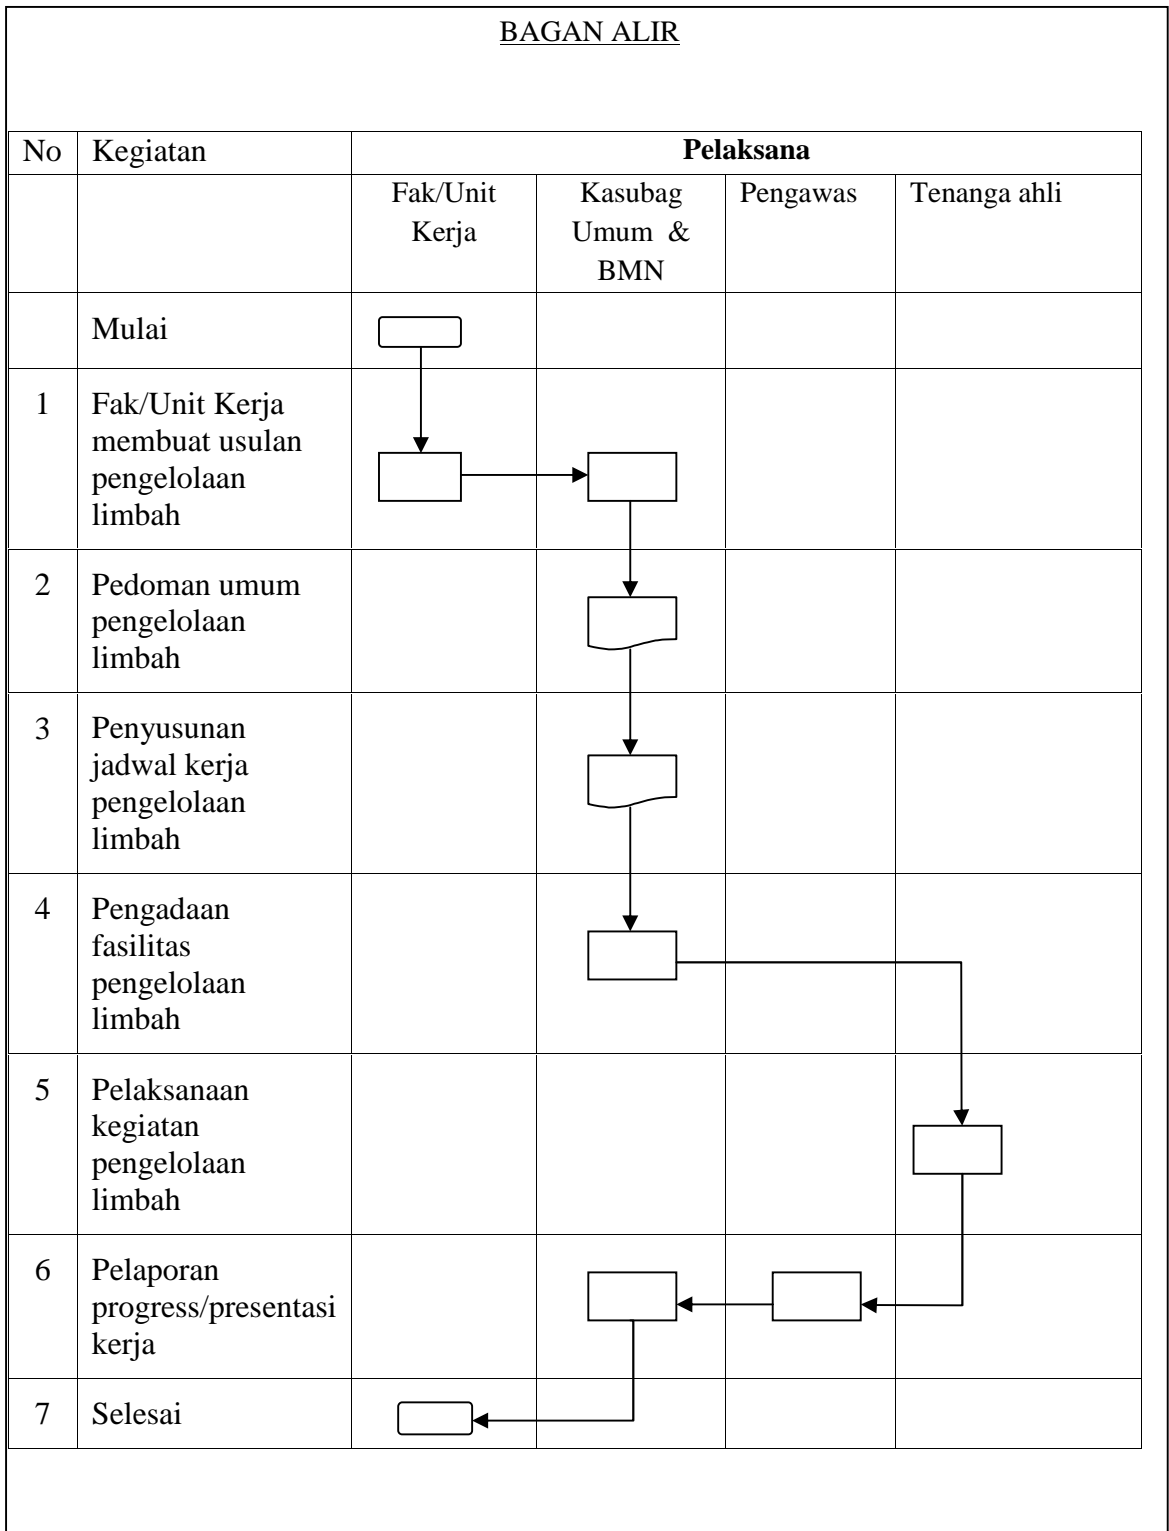 BAGAN ALIR
No Kegiatan Pelaksana
Fak/Unit Kerja
Kasubag Umum & BMN
Pengawas
Tenanga ahli
Mulai
1 Fak/Unit Kerja
membuat usulan
pengelolaan
limbah
2 Pedoman umum
pengelolaan
limbah
3 Penyusunan
jadwal kerja
pengelolaan
limbah
4 Pengadaan
fasilitas
pengelolaan
limbah
5 Pelaksanaan
kegiatan
pengelolaan
limbah
6 Pelaporan
progress/presentasi
kerja
7 Selesai